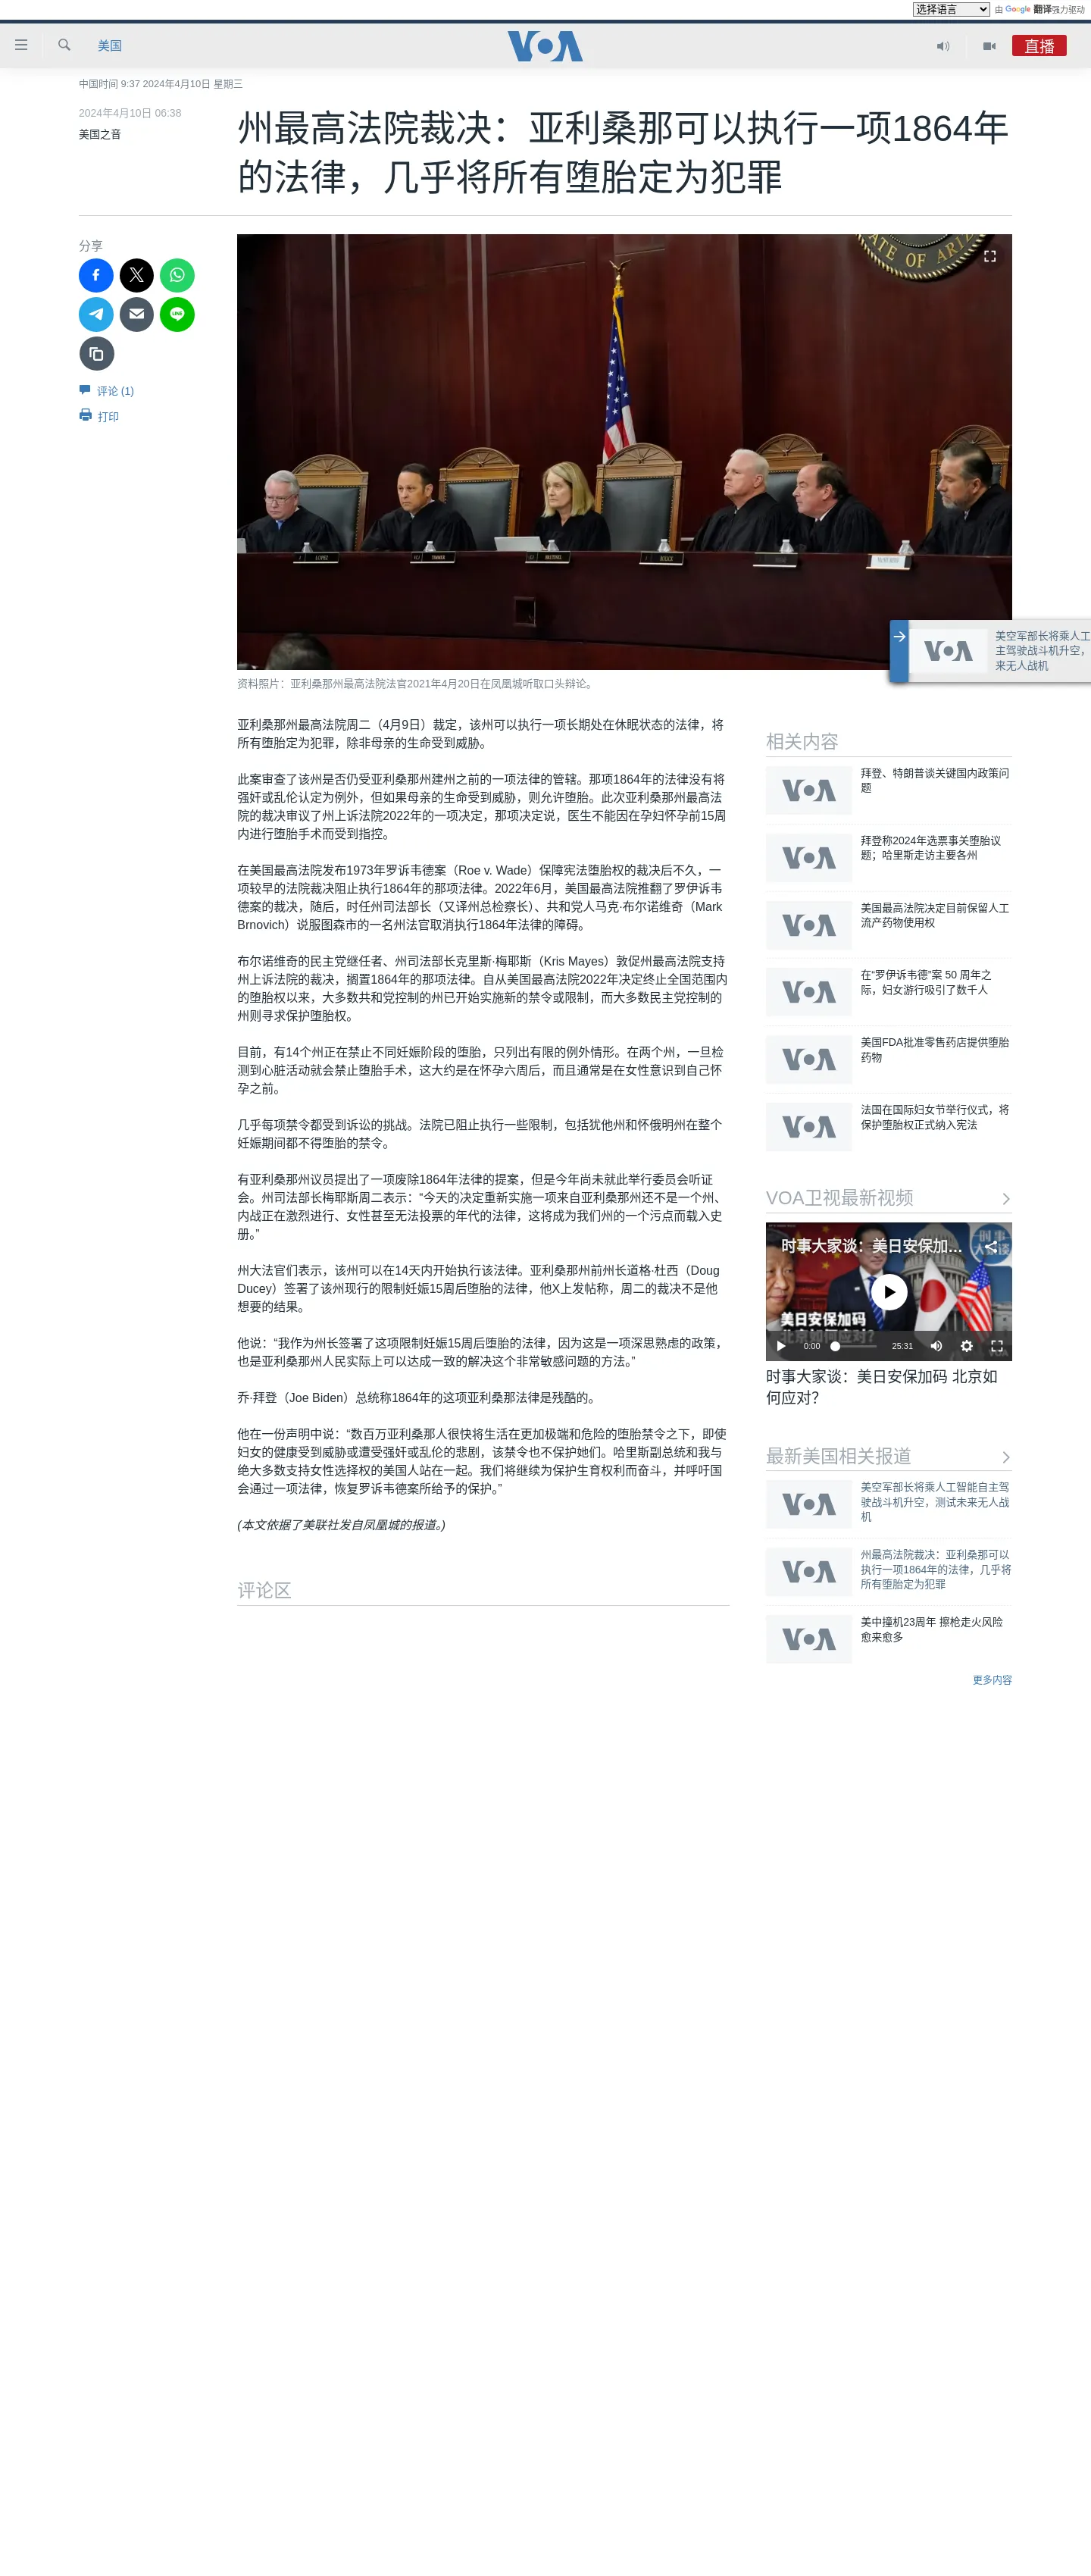 选择语言 由 Google 翻译强力驱动
美国
VOA
直播
中国时间 9:37 2024年4月10日 星期三
2024年4月10日 06:38
美国之音
州最高法院裁决：亚利桑那可以执行一项1864年
的法律，几乎将所有堕胎定为犯罪
分享
评论 (1)
打印
资料照片：亚利桑那州最高法院法官2021年4月20日在凤凰城听取口头辩论。
VOA
美空军部长将乘人工
主驾驶战斗机升空，
来无人战机
亚利桑那州最高法院周二（4月9日）裁定，该州可以执行一项长期处在休眠状态的法律，将
所有堕胎定为犯罪，除非母亲的生命受到威胁。
此案审查了该州是否仍受亚利桑那州建州之前的一项法律的管辖。那项1864年的法律没有将
强奸或乱伦认定为例外，但如果母亲的生命受到威胁，则允许堕胎。此次亚利桑那州最高法
院的裁决审议了州上诉法院2022年的一项决定，那项决定说，医生不能因在孕妇怀孕前15周
内进行堕胎手术而受到指控。
在美国最高法院发布1973年罗诉韦德案（Roe v. Wade）保障宪法堕胎权的裁决后不久，一
项较早的法院裁决阻止执行1864年的那项法律。2022年6月，美国最高法院推翻了罗伊诉韦
德案的裁决，随后，时任州司法部长（又译州总检察长）、共和党人马克·布尔诺维奇（Mark
Brnovich）说服图森市的一名州法官取消执行1864年法律的障碍。
布尔诺维奇的民主党继任者、州司法部长克里斯·梅耶斯（Kris Mayes）敦促州最高法院支持
州上诉法院的裁决，搁置1864年的那项法律。自从美国最高法院2022年决定终止全国范围内
的堕胎权以来，大多数共和党控制的州已开始实施新的禁令或限制，而大多数民主党控制的
州则寻求保护堕胎权。
目前，有14个州正在禁止不同妊娠阶段的堕胎，只列出有限的例外情形。在两个州，一旦检
测到心脏活动就会禁止堕胎手术，这大约是在怀孕六周后，而且通常是在女性意识到自己怀
孕之前。
几乎每项禁令都受到诉讼的挑战。法院已阻止执行一些限制，包括犹他州和怀俄明州在整个
妊娠期间都不得堕胎的禁令。
有亚利桑那州议员提出了一项废除1864年法律的提案，但是今年尚未就此举行委员会听证
会。州司法部长梅耶斯周二表示：“今天的决定重新实施一项来自亚利桑那州还不是一个州、
内战正在激烈进行、女性甚至无法投票的年代的法律，这将成为我们州的一个污点而载入史
册。”
州大法官们表示，该州可以在14天内开始执行该法律。亚利桑那州前州长道格·杜西（Doug
Ducey）签署了该州现行的限制妊娠15周后堕胎的法律，他X上发帖称，周二的裁决不是他
想要的结果。
他说：“我作为州长签署了这项限制妊娠15周后堕胎的法律，因为这是一项深思熟虑的政策，
也是亚利桑那州人民实际上可以达成一致的解决这个非常敏感问题的方法。”
乔·拜登（Joe Biden）总统称1864年的这项亚利桑那法律是残酷的。
他在一份声明中说：“数百万亚利桑那人很快将生活在更加极端和危险的堕胎禁令之下，即使
妇女的健康受到威胁或遭受强奸或乱伦的悲剧，该禁令也不保护她们。哈里斯副总统和我与
绝大多数支持女性选择权的美国人站在一起。我们将继续为保护生育权利而奋斗，并呼吁国
会通过一项法律，恢复罗诉韦德案所给予的保护。”
(本文依据了美联社发自凤凰城的报道。)
评论区
相关内容
VOA
拜登、特朗普谈关键国内政策问
题
VOA
拜登称2024年选票事关堕胎议
题；哈里斯走访主要各州
VOA
美国最高法院决定目前保留人工
流产药物使用权
VOA
在“罗伊诉韦德”案 50 周年之
际，妇女游行吸引了数千人
VOA
美国FDA批准零售药店提供堕胎
药物
VOA
法国在国际妇女节举行仪式，将
保护堕胎权正式纳入宪法
VOA卫视最新视频
时事大家谈：美日安保加…
美日安保加码
0:00 25:31
时事大家谈：美日安保加码 北京如
何应对？
最新美国相关报道
VOA
美空军部长将乘人工智能自主驾
驶战斗机升空，测试未来无人战
机
VOA
州最高法院裁决：亚利桑那可以
执行一项1864年的法律，几乎将
所有堕胎定为犯罪
VOA
美中撞机23周年 擦枪走火风险
愈来愈多
更多内容